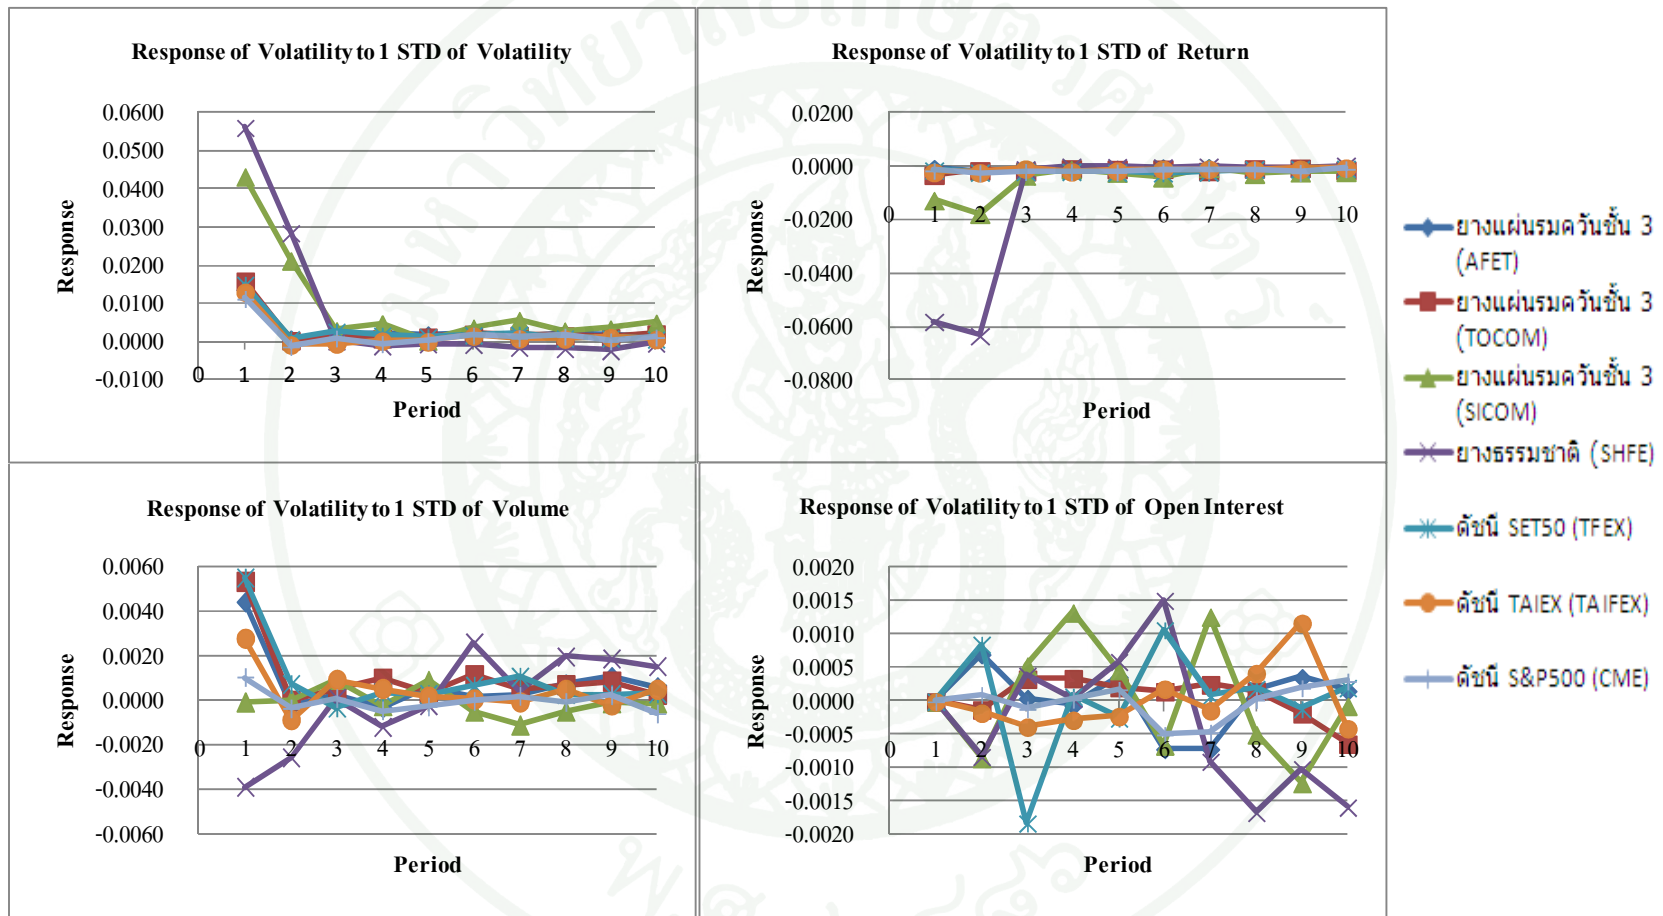 Response of Volatility to 1 STD of Volatility
0.0600
0.0500
0.0400
0.0300
0.0200
0.0100
0.0000
-0.0100
Response
0 1 2 3 4 5 6 7 8 9 10
Period
Response of Volatility to 1 STD of Return
0.0200
0.0000
-0.0200
-0.0400
-0.0600
-0.0800
Response
0 1 2 3 4 5 6 7 8 9 10
Period
Response of Volatility to 1 STD of Volume
0.0060
0.0040
0.0020
0.0000
-0.0020
-0.0040
-0.0060
Response
0 1 2 3 4 5 6 7 8 9 10
Period
Response of Volatility to 1 STD of Open Interest
0.0020
0.0015
0.0010
0.0005
0.0000
-0.0005
-0.0010
-0.0015
-0.0020
Response
0 1 2 3 4 5 6 7 8 9 10
Period
ยางแผ่นรมควันชั้น 3
(AFET)
ยางแผ่นรมควันชั้น 3
(TOCOM)
ยางแผ่นรมควันชั้น 3
(SICOM)
ยางธรรมชาติ (SHFE)
ดัชนี SET50 (TFEX)
ดัชนี TAIEX (TAIFEX)
ดัชนี S&P500 (CME)